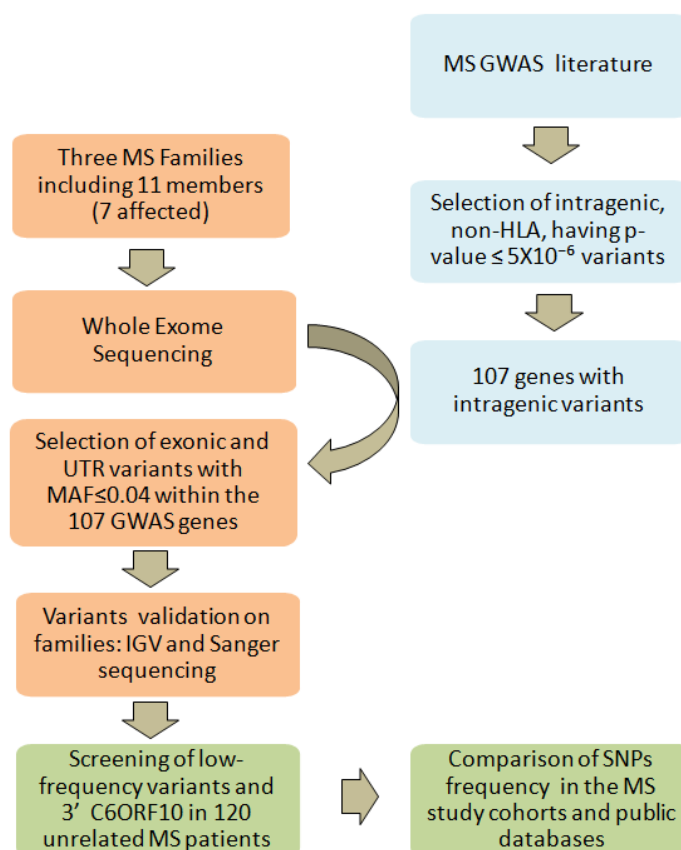 MS GWAS literature
Three MS Families
including 11 members
(7 affected)
Selection of intragenic,
non-HLA, having p-
value ≤ 5X10⁻⁶ variants
Whole Exome
Sequencing
107 genes with
intragenic variants
Selection of exonic and
UTR variants with
MAF≤0.04 within the
107 GWAS genes
Variants validation on
families: IGV and Sanger
sequencing
Screening of low-
frequency variants and
3’ C6ORF10 in 120
unrelated MS patients
Comparison of SNPs
frequency in the MS
study cohorts and public
databases